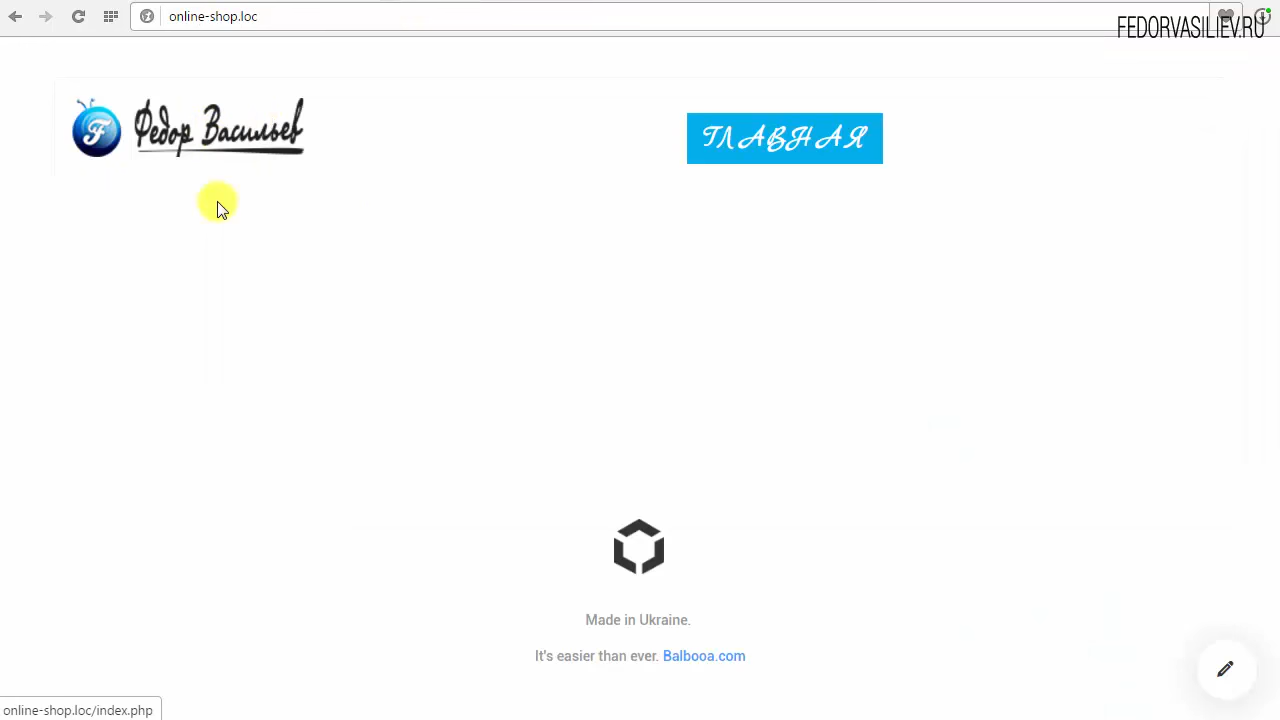 online-shop.loc
FEDORVASILIEV.RU
F Федор Васильев
ГЛАВНАЯ
Made in Ukraine.
It's easier than ever. Balbooa.com
online-shop.loc/index.php